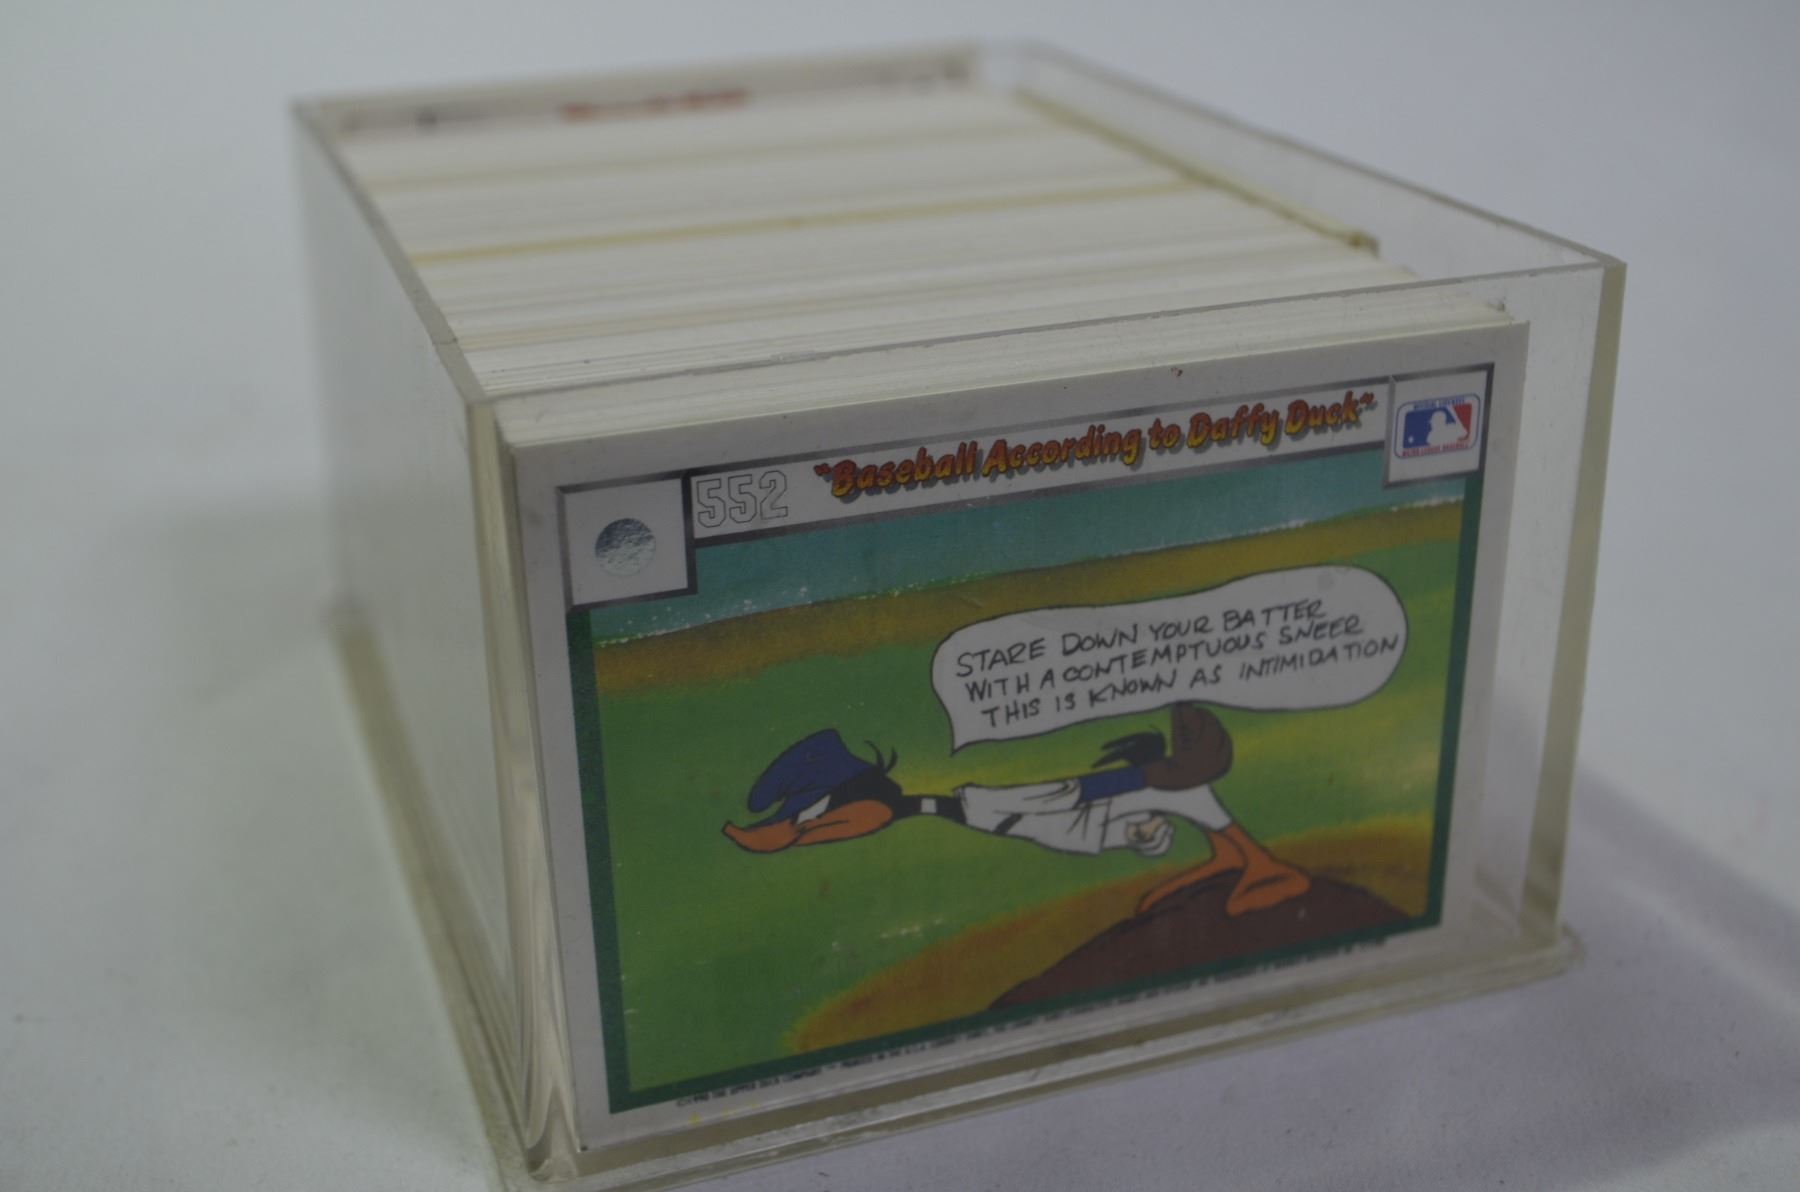 552
"Baseball According to Daffy Duck"
STARE DOWN YOUR BATTER
WITH A CONTEMPTUOUS SNEER
THIS IS KNOWN AS INTIMIDATION